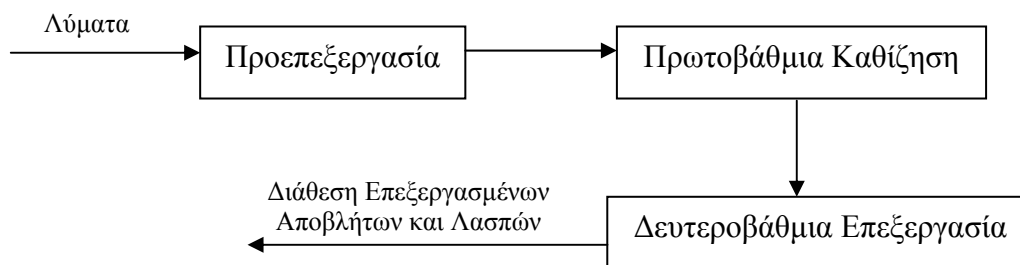 Λύματα
Προεπεξεργασία
Πρωτοβάθμια Καθίζηση
Διάθεση Επεξεργασμένων
Αποβλήτων και Λασπών
Δευτεροβάθμια Επεξεργασία